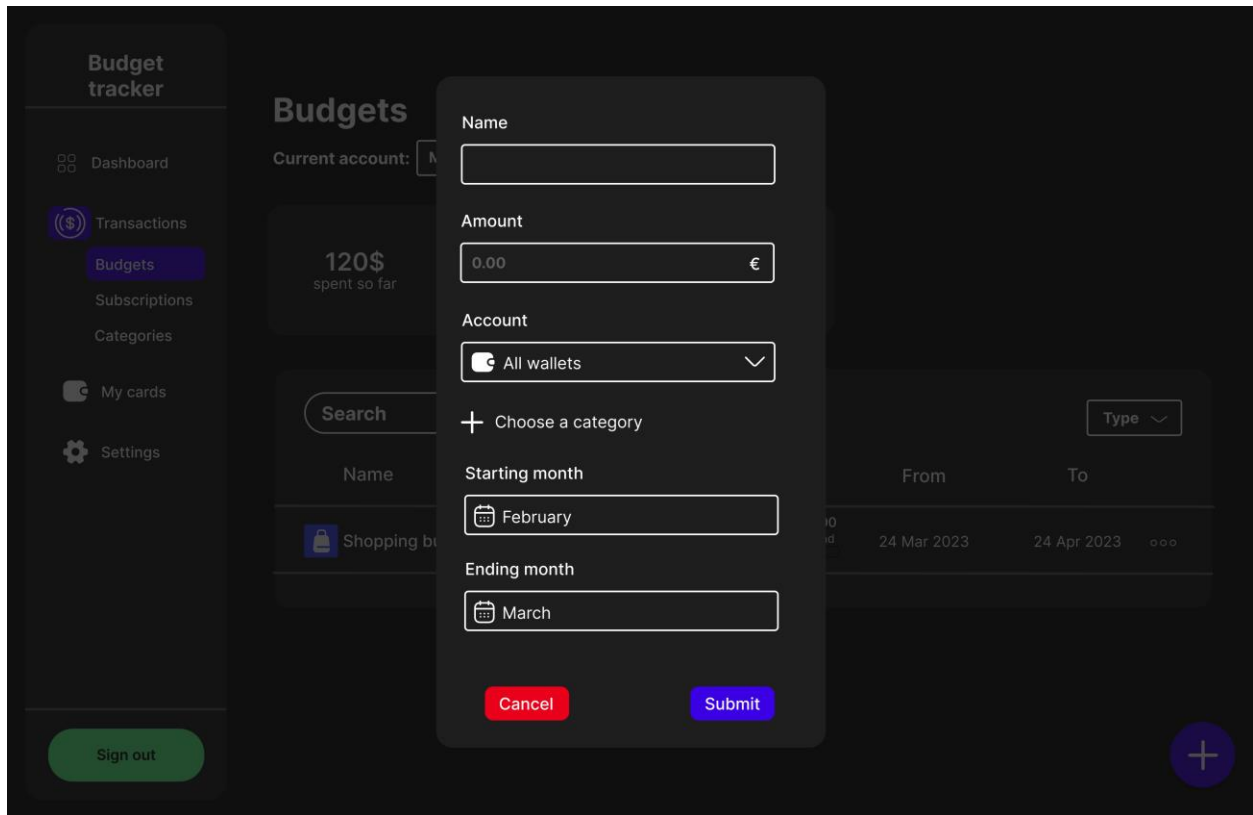 Budget
tracker
Dashboard
Transactions
Budgets
Subscriptions
Categories
My cards
Settings
Sign out
Budgets
Current account:
120$
spent so far
Search
Type
Name
From
To
Shopping
24 Mar 2023
24 Apr 2023
Name
Amount
0.00
€
Account
All wallets
Choose a category
Starting month
February
Ending month
March
Cancel
Submit